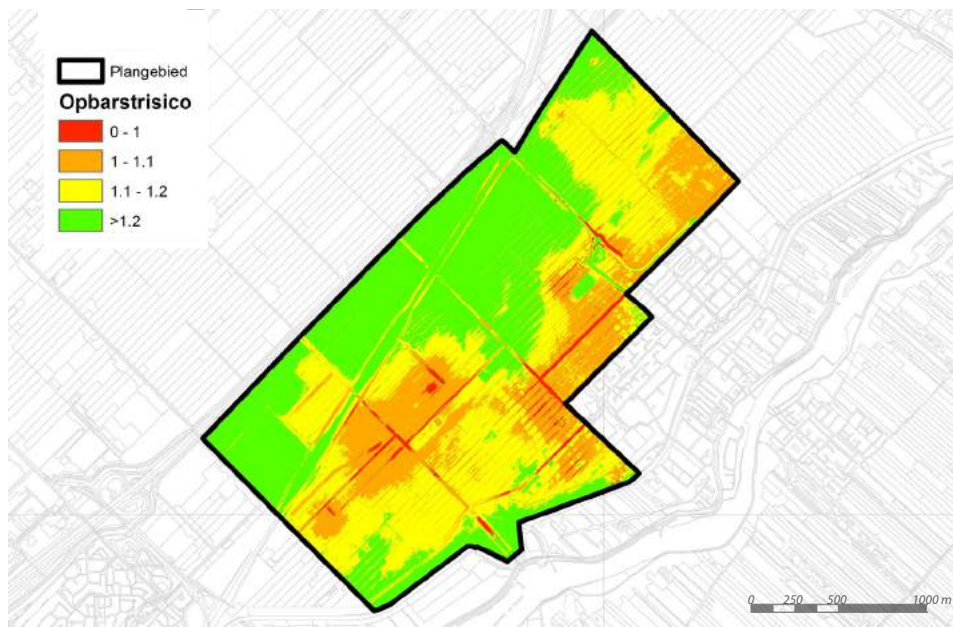 Plangebied
Opbarstrisico
0 - 1
1 - 1.1
1.1 - 1.2
>1.2
0 250 500 1000 m